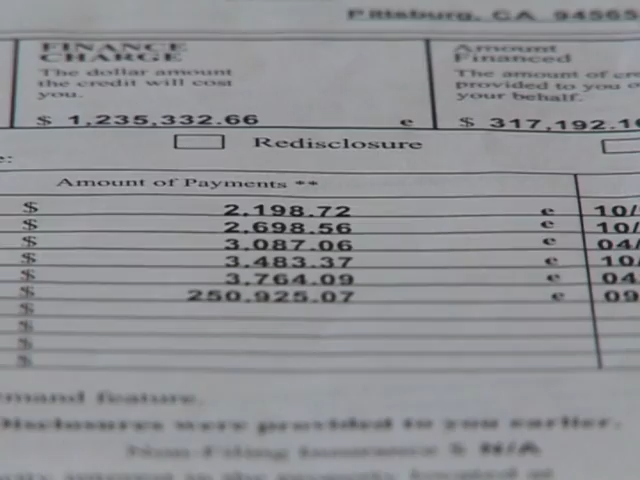 Pittsburg, CA 94565
FINANCE CHARGE
The dollar amount
the credit will cost
you.
$ 1,235,332.66 e
Amount
Financed
The amount of
provided to you
your behalf.
$ 317,192.1
Redisclosure
Amount of Payments **
$ 2,198.72 e 10/
$ 2,698.56 e 10/
$ 3,087.06 e 04/
$ 3,483.37 e 10/
$ 3,764.09 e 04
$ 250,925.07 e 09
$
$
$
$
demand feature.
Disclosures were provided to you earlier.
Non-Filing Insurance $ N/A